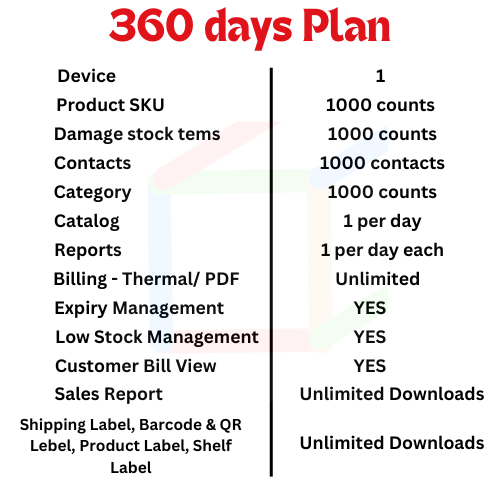 360 days Plan
Device 1
Product SKU 1000 counts
Damage stock tems 1000 counts
Contacts 1000 contacts
Category 1000 counts
Catalog 1 per day
Reports 1 per day each
Billing - Thermal/ PDF Unlimited
Expiry Management YES
Low Stock Management YES
Customer Bill View YES
Sales Report Unlimited Downloads
Shipping Label, Barcode & QR
Lebel, Product Label, Shelf
Label
Unlimited Downloads